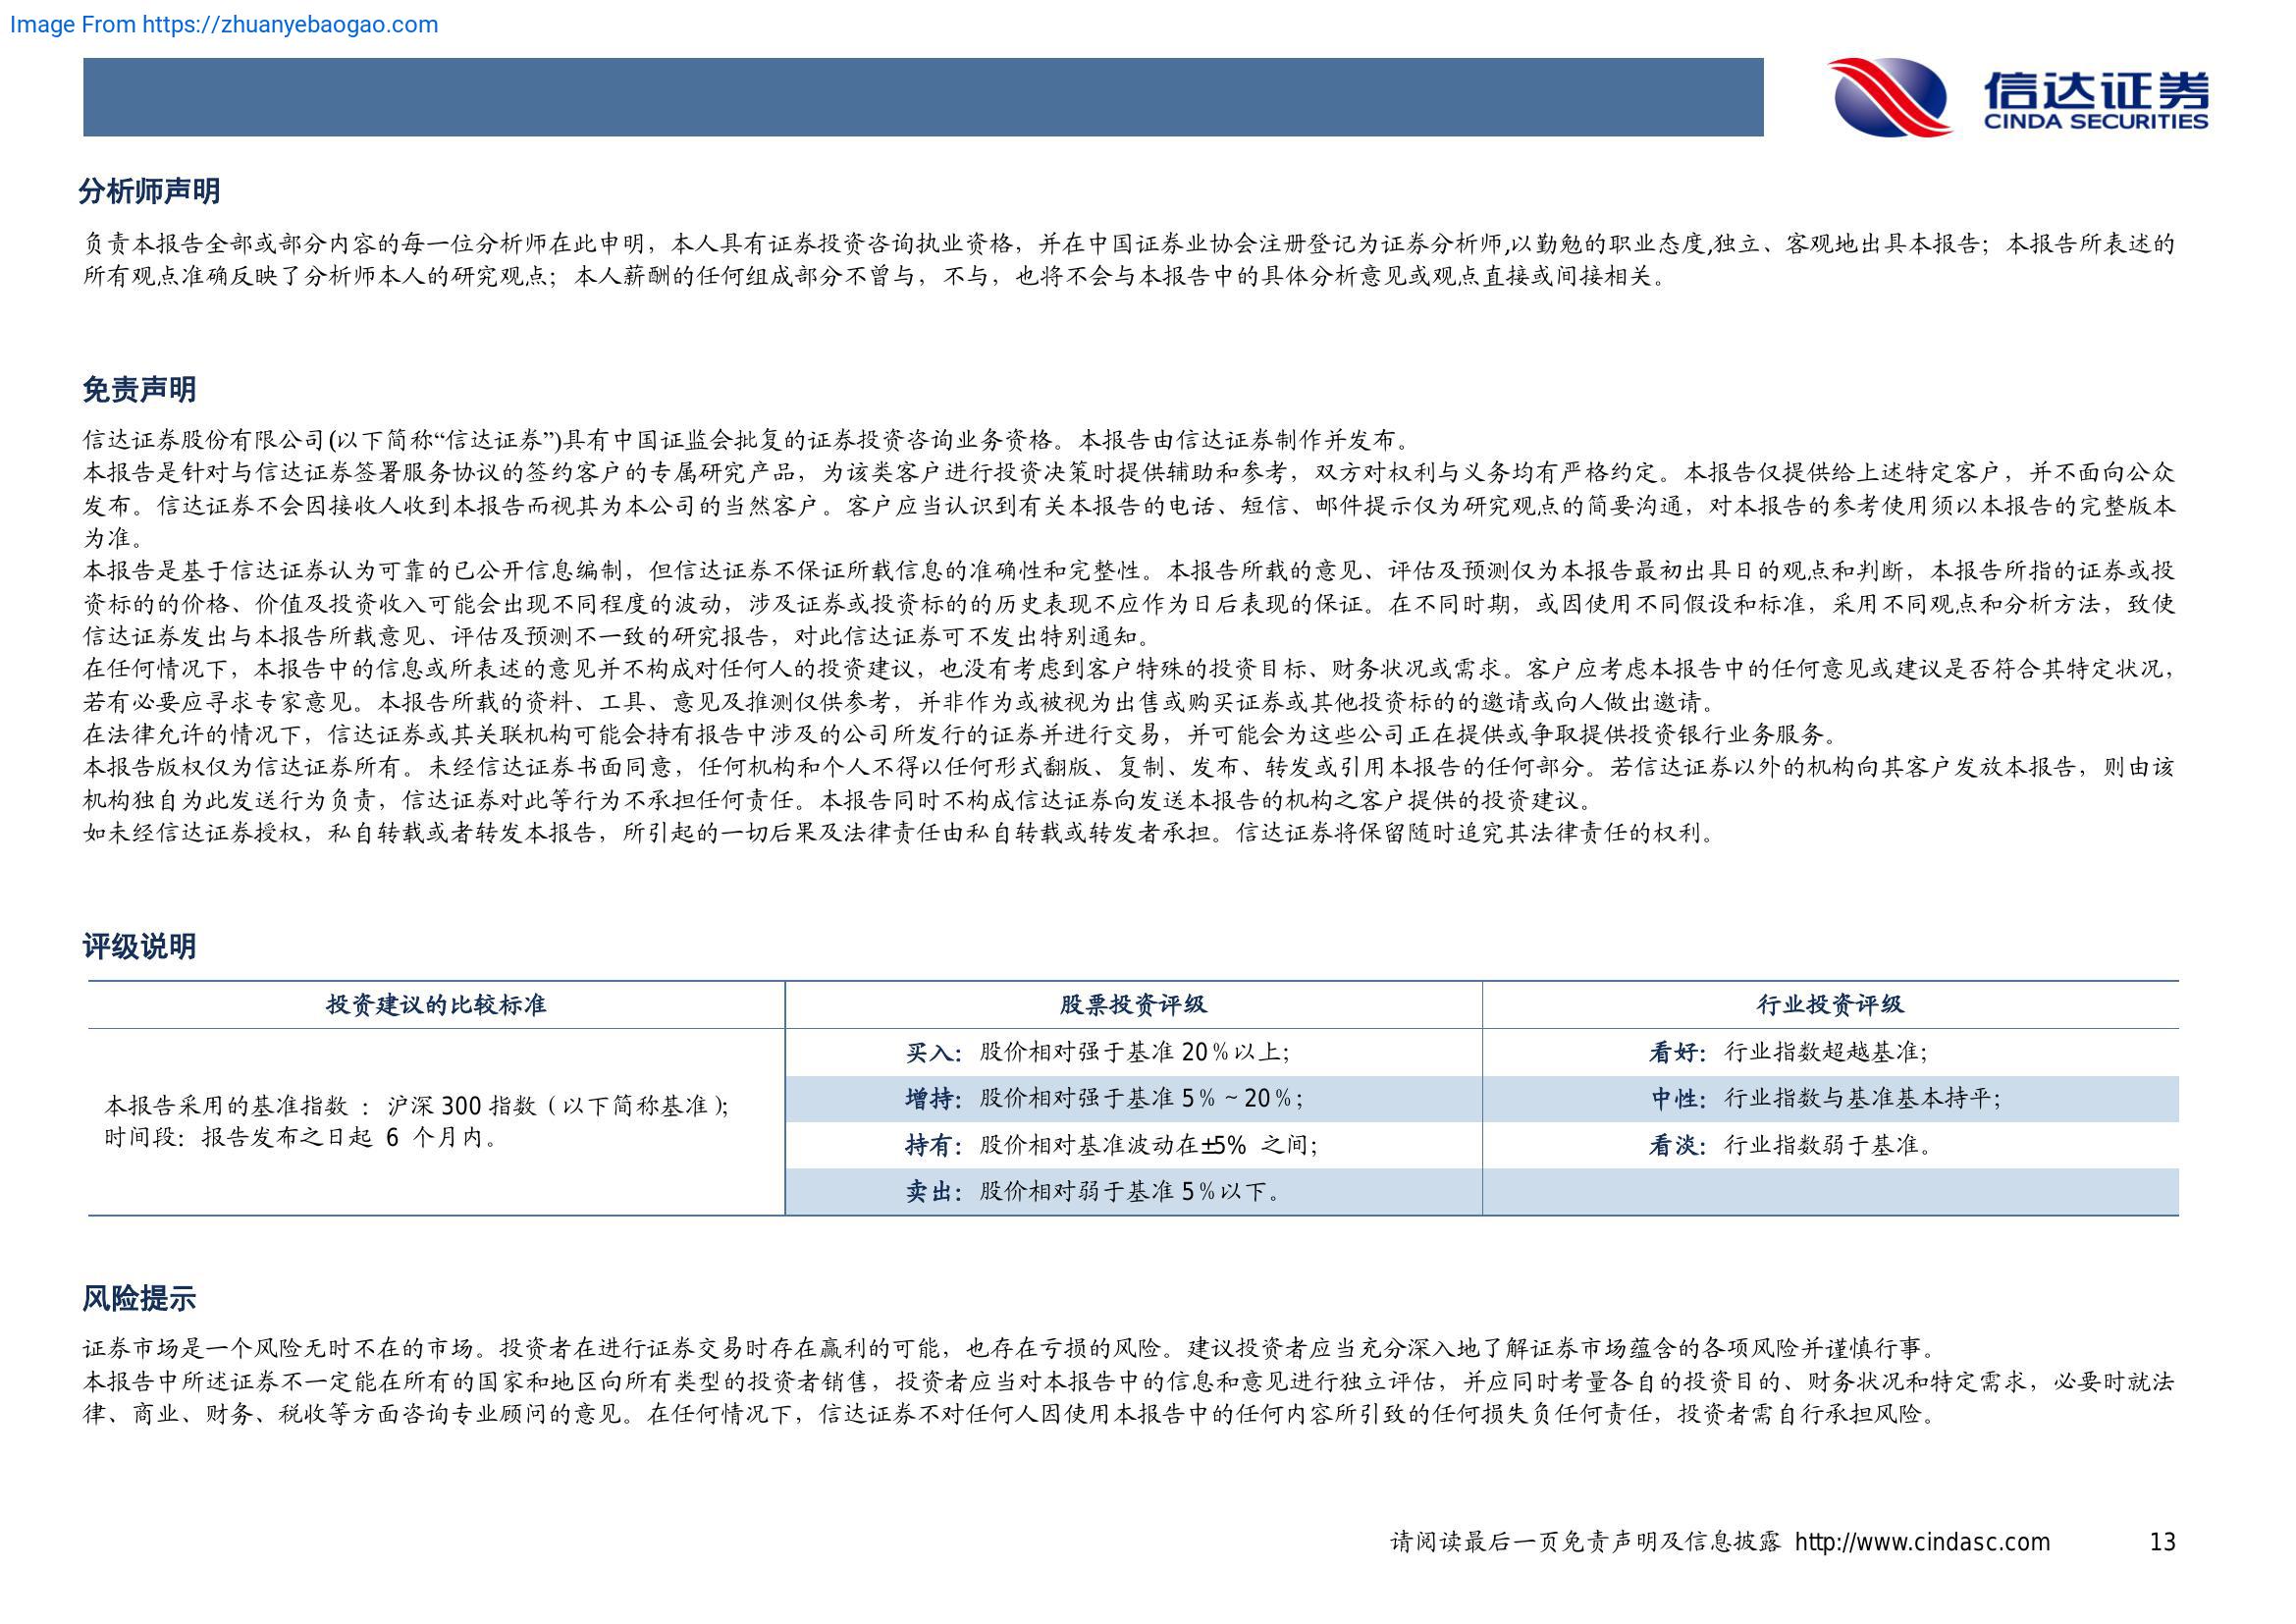 Image From https://zhuanyebaogao.com
信达证券
CINDA SECURITIES
分析师声明
负责本报告全部或部分内容的每一位分析师在此申明，本人具有证券投资咨询执业资格，并在中国证券业协会注册登记为证券分析师,以勤勉的职业态度,独立、客观地出具本报告；本报告所表述的
所有观点准确反映了分析师本人的研究观点；本人薪酬的任何组成部分不曾与，不与，也将不会与本报告中的具体分析意见或观点直接或间接相关。
免责声明
信达证券股份有限公司(以下简称“信达证券”)具有中国证监会批复的证券投资咨询业务资格。本报告由信达证券制作并发布。
本报告是针对与信达证券签署服务协议的签约客户的专属研究产品，为该类客户进行投资决策时提供辅助和参考，双方对权利与义务均有严格约定。本报告仅提供给上述特定客户，并不面向公众
发布。信达证券不会因接收人收到本报告而视其为本公司的当然客户。客户应当认识到有关本报告的电话、短信、邮件提示仅为研究观点的简要沟通，对本报告的参考使用须以本报告的完整版本
为准。
本报告是基于信达证券认为可靠的已公开信息编制，但信达证券不保证所载信息的准确性和完整性。本报告所载的意见、评估及预测仅为本报告最初出具日的观点和判断，本报告所指的证券或投
资标的的价格、价值及投资收入可能会出现不同程度的波动，涉及证券或投资标的的历史表现不应作为日后表现的保证。在不同时期，或因使用不同假设和标准，采用不同观点和分析方法，致使
信达证券发出与本报告所载意见、评估及预测不一致的研究报告，对此信达证券可不发出特别通知。
在任何情况下，本报告中的信息或所表述的意见并不构成对任何人的投资建议，也没有考虑到客户特殊的投资目标、财务状况或需求。客户应考虑本报告中的任何意见或建议是否符合其特定状况，
若有必要应寻求专家意见。本报告所载的资料、工具、意见及推测仅供参考，并非作为或被视为出售或购买证券或其他投资标的的邀请或向人做出邀请。
在法律允许的情况下，信达证券或其关联机构可能会持有报告中涉及的公司所发行的证券并进行交易，并可能会为这些公司正在提供或争取提供投资银行业务服务。
本报告版权仅为信达证券所有。未经信达证券书面同意，任何机构和个人不得以任何形式翻版、复制、发布、转发或引用本报告的任何部分。若信达证券以外的机构向其客户发放本报告，则由该
机构独自为此发送行为负责，信达证券对此等行为不承担任何责任。本报告同时不构成信达证券向发送本报告的机构之客户提供的投资建议。
如未经信达证券授权，私自转载或者转发本报告，所引起的一切后果及法律责任由私自转载或转发者承担。信达证券将保留随时追究其法律责任的权利。
评级说明
投资建议的比较标准
股票投资评级
行业投资评级
本报告采用的基准指数 ：沪深 300 指数（以下简称基准）；
时间段：报告发布之日起 6 个月内。
买入：股价相对强于基准 20％以上；
看好：行业指数超越基准；
增持：股价相对强于基准 5％～20％；
中性：行业指数与基准基本持平；
持有：股价相对基准波动在±5% 之间；
看淡：行业指数弱于基准。
卖出：股价相对弱于基准 5％以下。
风险提示
证券市场是一个风险无时不在的市场。投资者在进行证券交易时存在赢利的可能，也存在亏损的风险。建议投资者应当充分深入地了解证券市场蕴含的各项风险并谨慎行事。
本报告中所述证券不一定能在所有的国家和地区向所有类型的投资者销售，投资者应当对本报告中的信息和意见进行独立评估，并应同时考量各自的投资目的、财务状况和特定需求，必要时就法
律、商业、财务、税收等方面咨询专业顾问的意见。在任何情况下，信达证券不对任何人因使用本报告中的任何内容所引致的任何损失负任何责任，投资者需自行承担风险。
请阅读最后一页免责声明及信息披露 http://www.cindasc.com 13